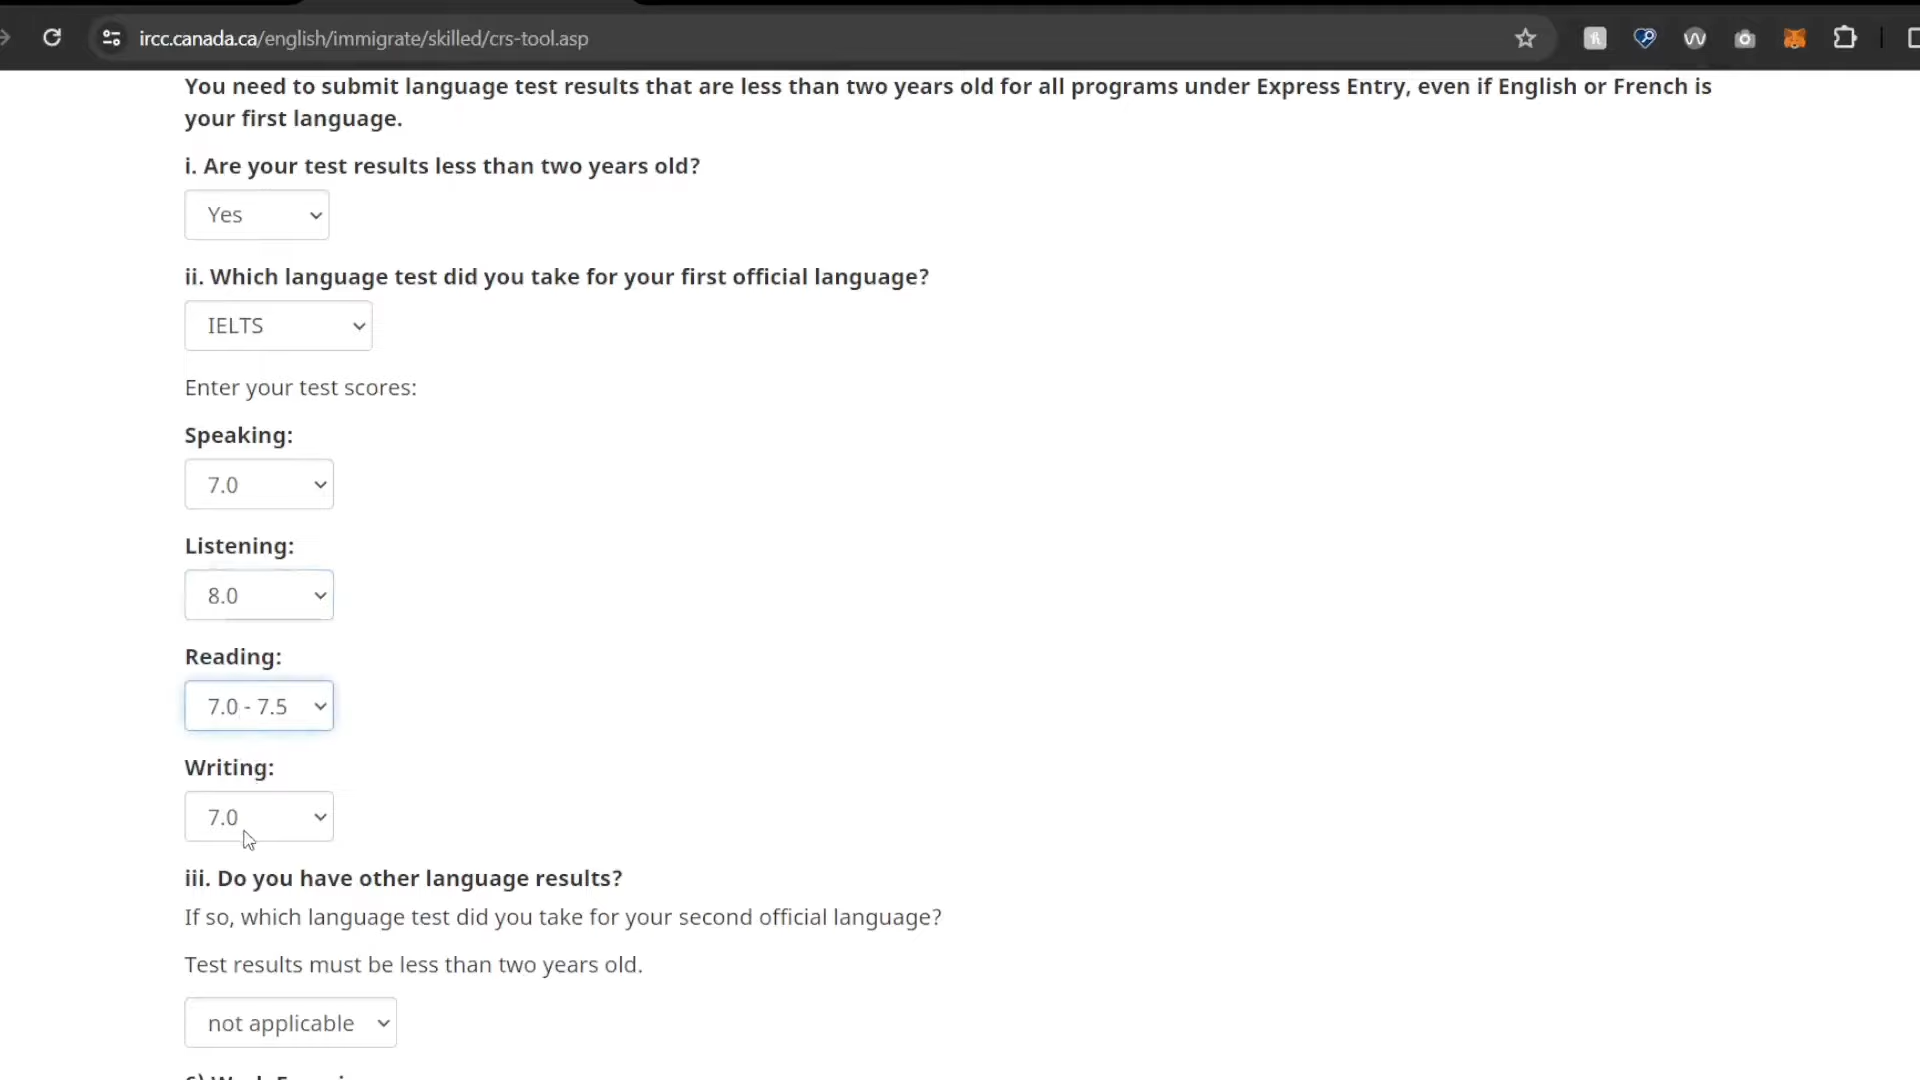 ircc.canada.ca/english/immigrate/skilled/crs-tool.asp
You need to submit language test results that are less than two years old for all programs under Express Entry, even if English or French is
your first language.
i. Are your test results less than two years old?
Yes
ii. Which language test did you take for your first official language?
IELTS
Enter your test scores:
Speaking:
7.0
Listening:
8.0
Reading:
7.0 - 7.5
Writing:
7.0
iii. Do you have other language results?
If so, which language test did you take for your second official language?
Test results must be less than two years old.
not applicable